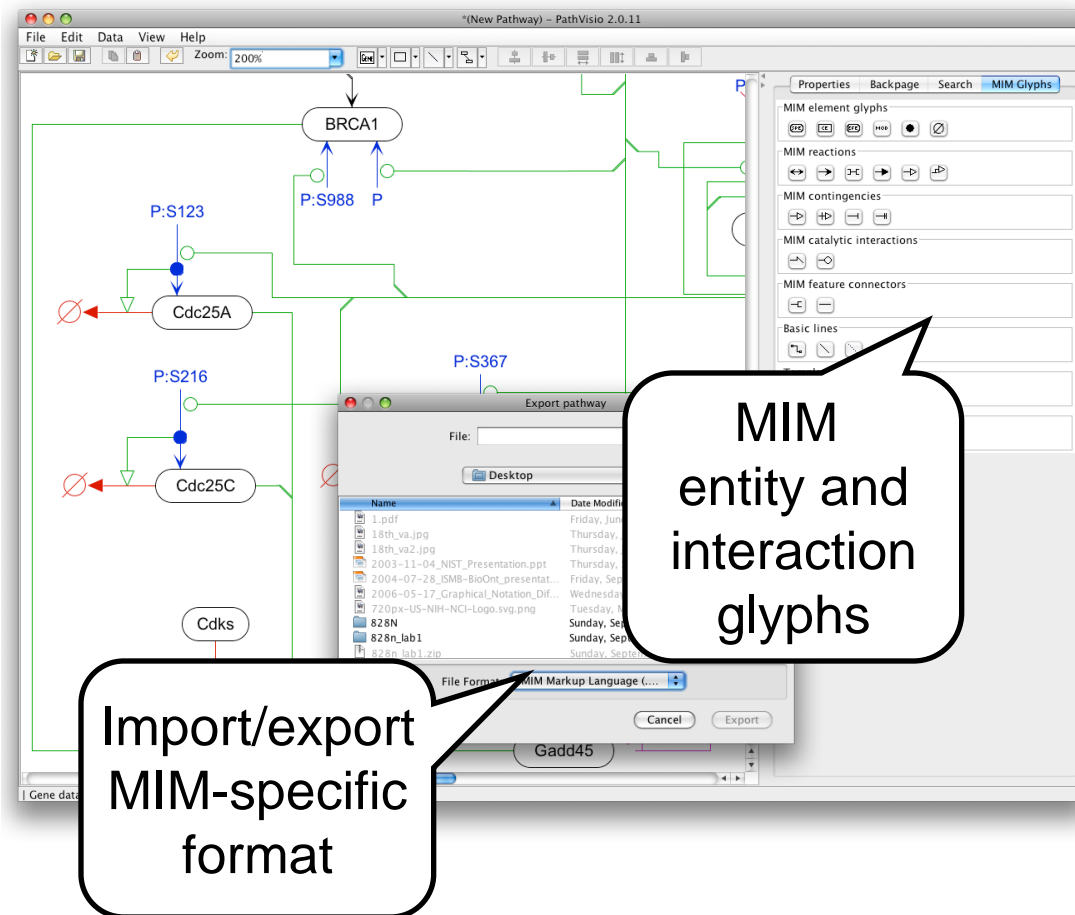 *(New Pathway) – PathVisio 2.0.11
File Edit Data View Help
Zoom: 200%
Properties Backpage Search MIM Glyphs
MIM element glyphs
MIM reactions
MIM contingencies
MIM catalytic interactions
MIM feature connectors
Basic lines
P
BRCA1
P:S988 P
P:S123
Cdc25A
P:S367
P:S216
Cdc25C
Cdks
Gadd45
Export pathway
File:
Desktop
Name Date Modifi
1.pdf Friday, Jun
18th_va.jpg Thursday,
18th_va2.jpg Thursday,
2003-11-04_NIST_Presentation.ppt Thursday,
2004-07-28_ISMB-BioOnt_presentat... Friday, Sep
2006-05-17_Graphical_Notation_Dif... Wednesday
720px-US-NIH-NCI-Logo.svg.png Tuesday, M
828N Sunday, Sep
828n_lab1 Sunday, Sept
828n_lab1.zip Sunday, Septem
File Format: MIM Markup Language (....
Cancel Export
| Gene data
MIM
entity and
interaction
glyphs
Import/export
MIM-specific
format